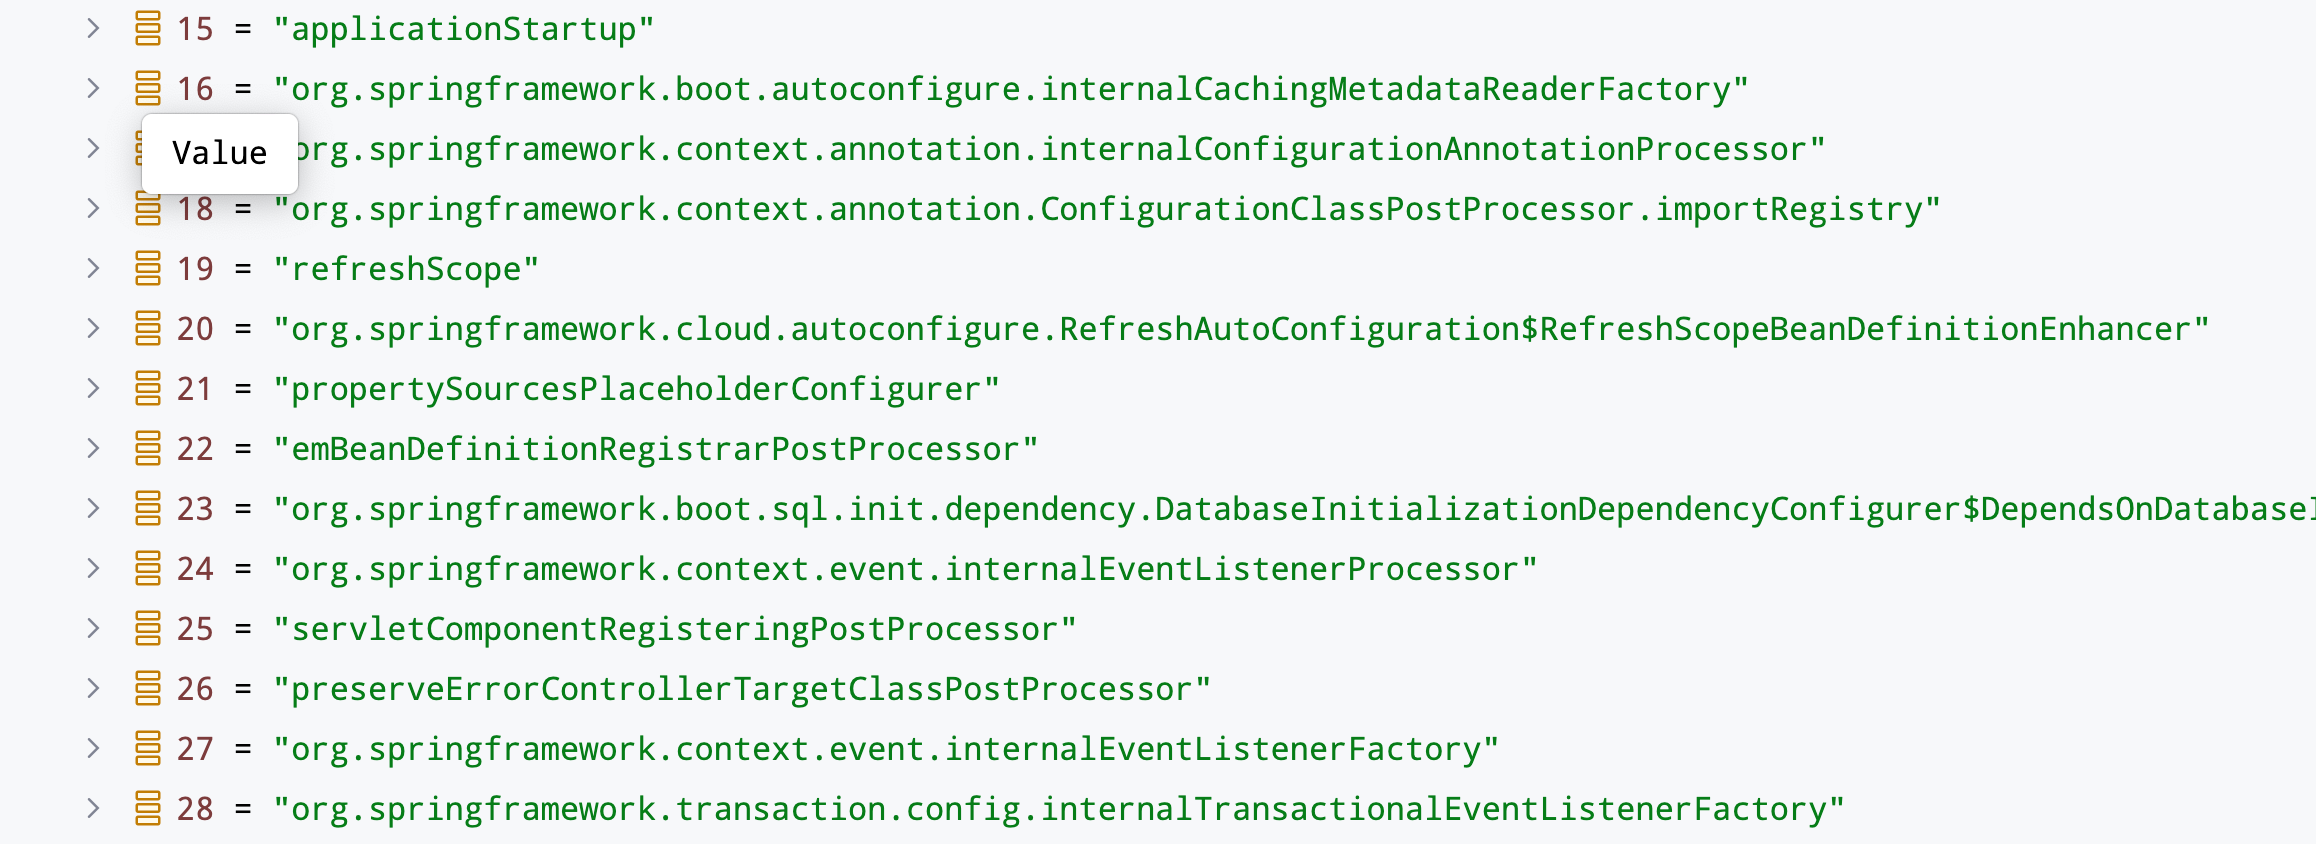 15 = "applicationStartup"
16 = "org.springframework.boot.autoconfigure.internalCachingMetadataReaderFactory"
Value
org.springframework.context.annotation.internalConfigurationAnnotationProcessor"
18 = "org.springframework.context.annotation.ConfigurationClassPostProcessor.importRegistry"
19 = "refreshScope"
20 = "org.springframework.cloud.autoconfigure.RefreshAutoConfiguration$RefreshScopeBeanDefinitionEnhancer"
21 = "propertySourcesPlaceholderConfigurer"
22 = "emBeanDefinitionRegistrarPostProcessor"
23 = "org.springframework.boot.sql.init.dependency.DatabaseInitializationDependencyConfigurer$DependsOnDatabase
24 = "org.springframework.context.event.internalEventListenerProcessor"
25 = "servletComponentRegisteringPostProcessor"
26 = "preserveErrorControllerTargetClassPostProcessor"
27 = "org.springframework.context.event.internalEventListenerFactory"
28 = "org.springframework.transaction.config.internalTransactionalEventListenerFactory"